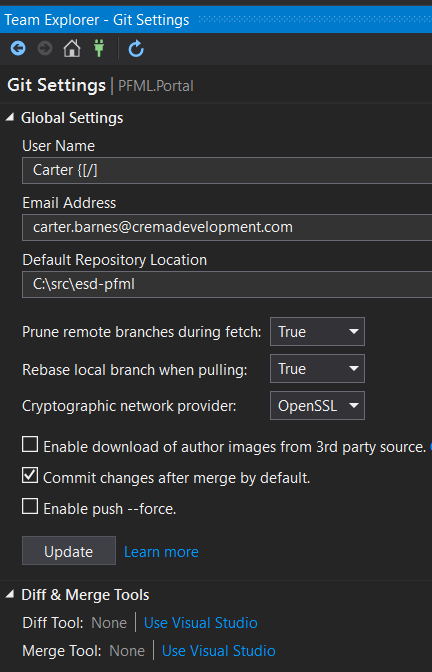 Team Explorer - Git Settings
Git Settings | PFML.Portal
Global Settings
User Name
Carter {[/]
Email Address
carter.barnes@cremadevelopment.com
Default Repository Location
C:\src\esd-pfml
Prune remote branches during fetch: True
Rebase local branch when pulling: True
Cryptographic network provider: OpenSSL
Enable download of author images from 3rd party source.
Commit changes after merge by default.
Enable push --force.
Update Learn more
Diff & Merge Tools
Diff Tool: None | Use Visual Studio
Merge Tool: None | Use Visual Studio